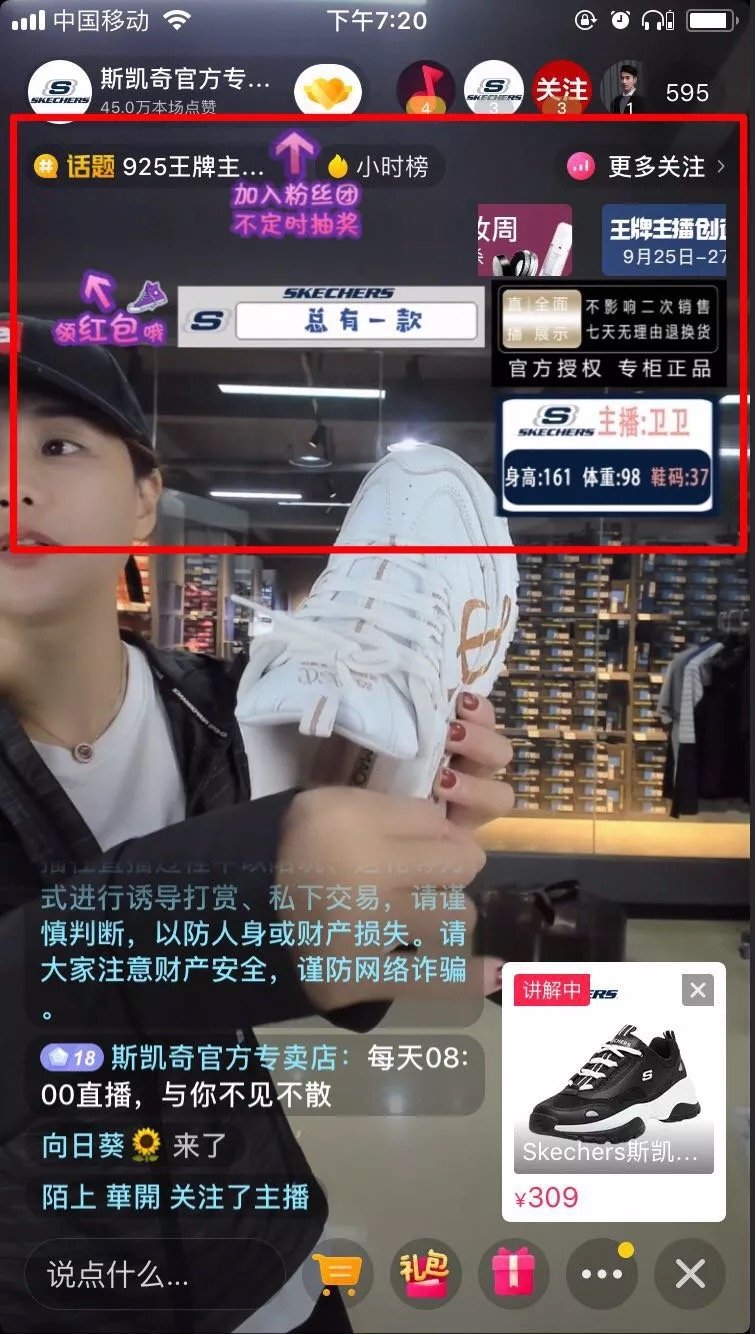 中国移动
下午7:20
斯凯奇官方专...
45.0万本场点赞
SKECHERS
4
SKECHERS
3
关注
3
1
595
# 话题 925王牌主...
小时榜
更多关注 >
加入粉丝团
不定时抽奖
妆周
王牌主播创造
9月25日-27
领红包哦
SKECHERS
总有一款
直 全面
播 展示
不影响二次销售
七天无理由退换货
官方授权 专柜正品
SKECHERS 主播:卫卫
身高:161 体重:98 鞋码:37
式进行诱导打赏、私下交易，请谨
慎判断，以防人身或财产损失。请
大家注意财产安全，谨防网络诈骗
。
18 斯凯奇官方专卖店：每天08:
00直播，与你不见不散
向日葵🌻 来了
陌上 華開 关注了主播
讲解中
ERS
Skechers斯凯...
¥309
说点什么...
礼包